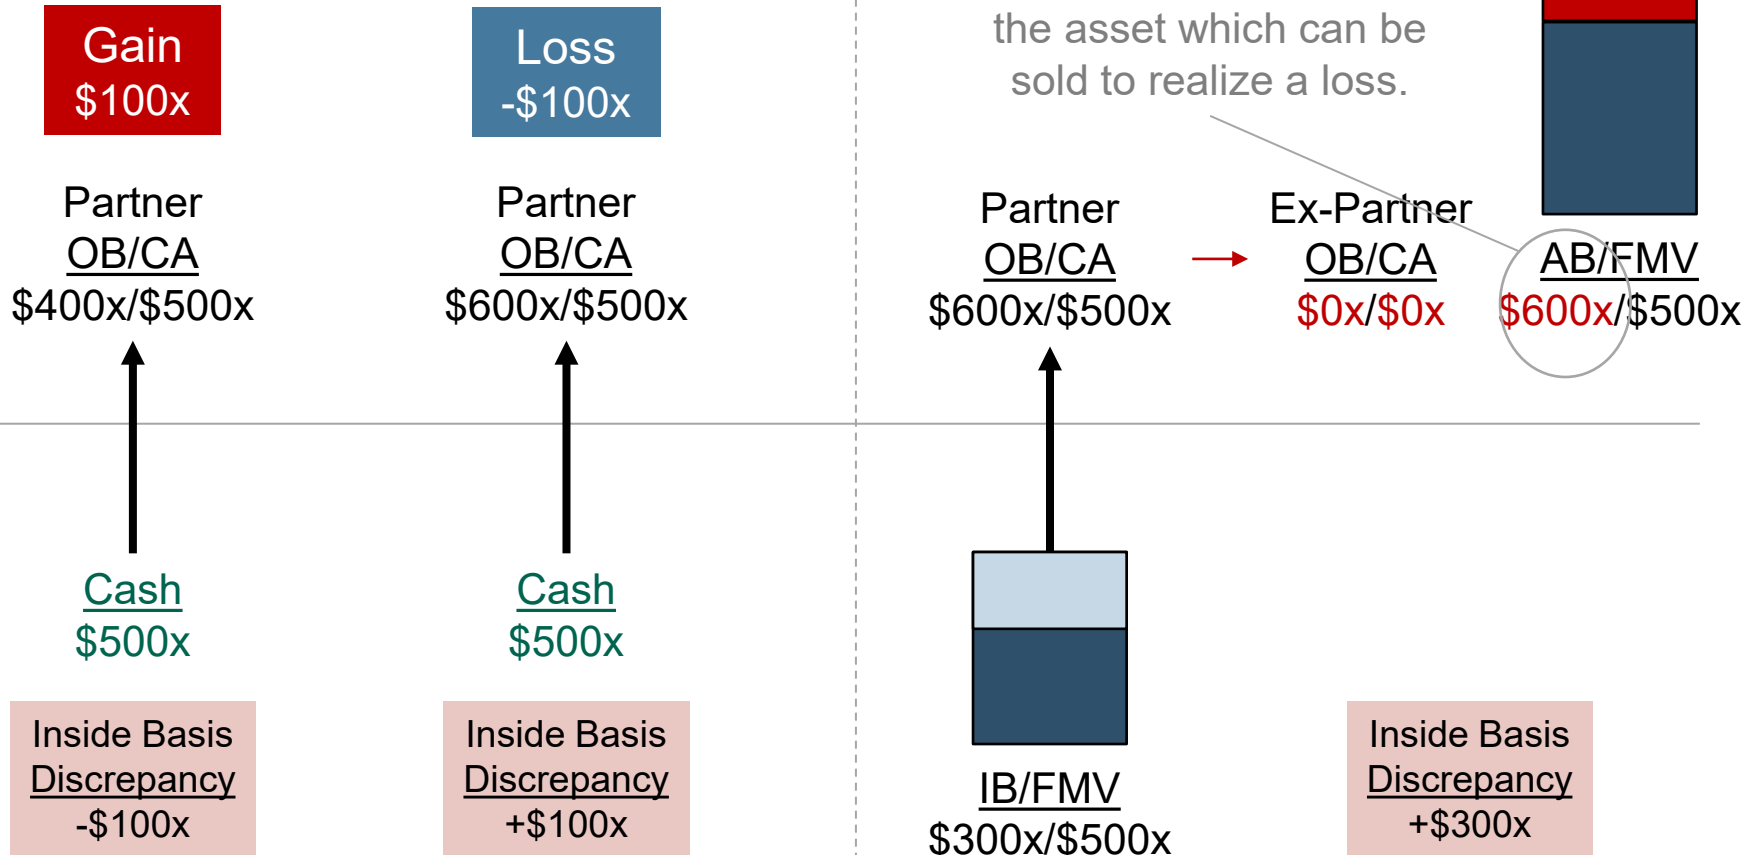 Gain
$100x
Partner
OB/CA
$400x/$500x
Cash
$500x
Inside Basis
Discrepancy
-$100x
Loss
-$100x
Partner
OB/CA
$600x/$500x
Cash
$500x
Inside Basis
Discrepancy
+$100x
the asset which can be
sold to realize a loss.
Partner
OB/CA
$600x/$500x
Ex-Partner
OB/CA
$0x/$0x
AB/FMV
$600x/$500x
IB/FMV
$300x/$500x
Inside Basis
Discrepancy
+$300x